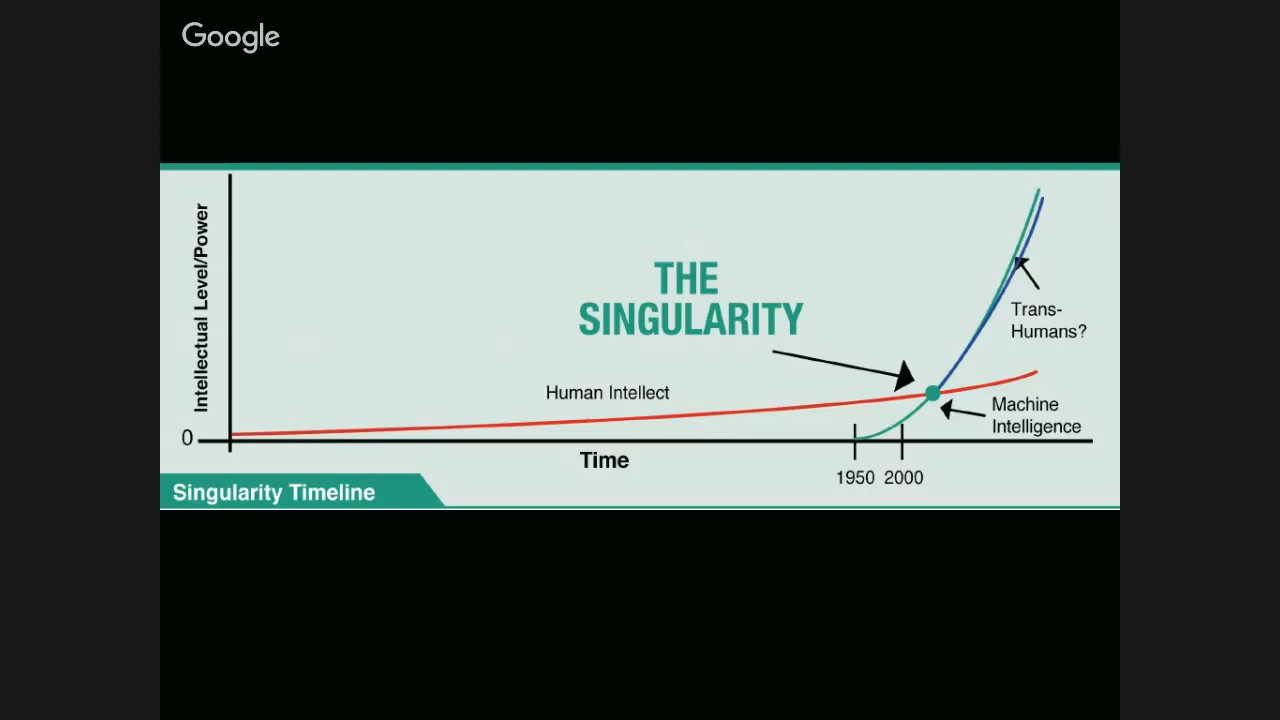 Google
Intellectual Level/Power
THE
SINGULARITY
Trans-
Humans?
Human Intellect
Machine
Intelligence
0
Time
1950 2000
Singularity Timeline